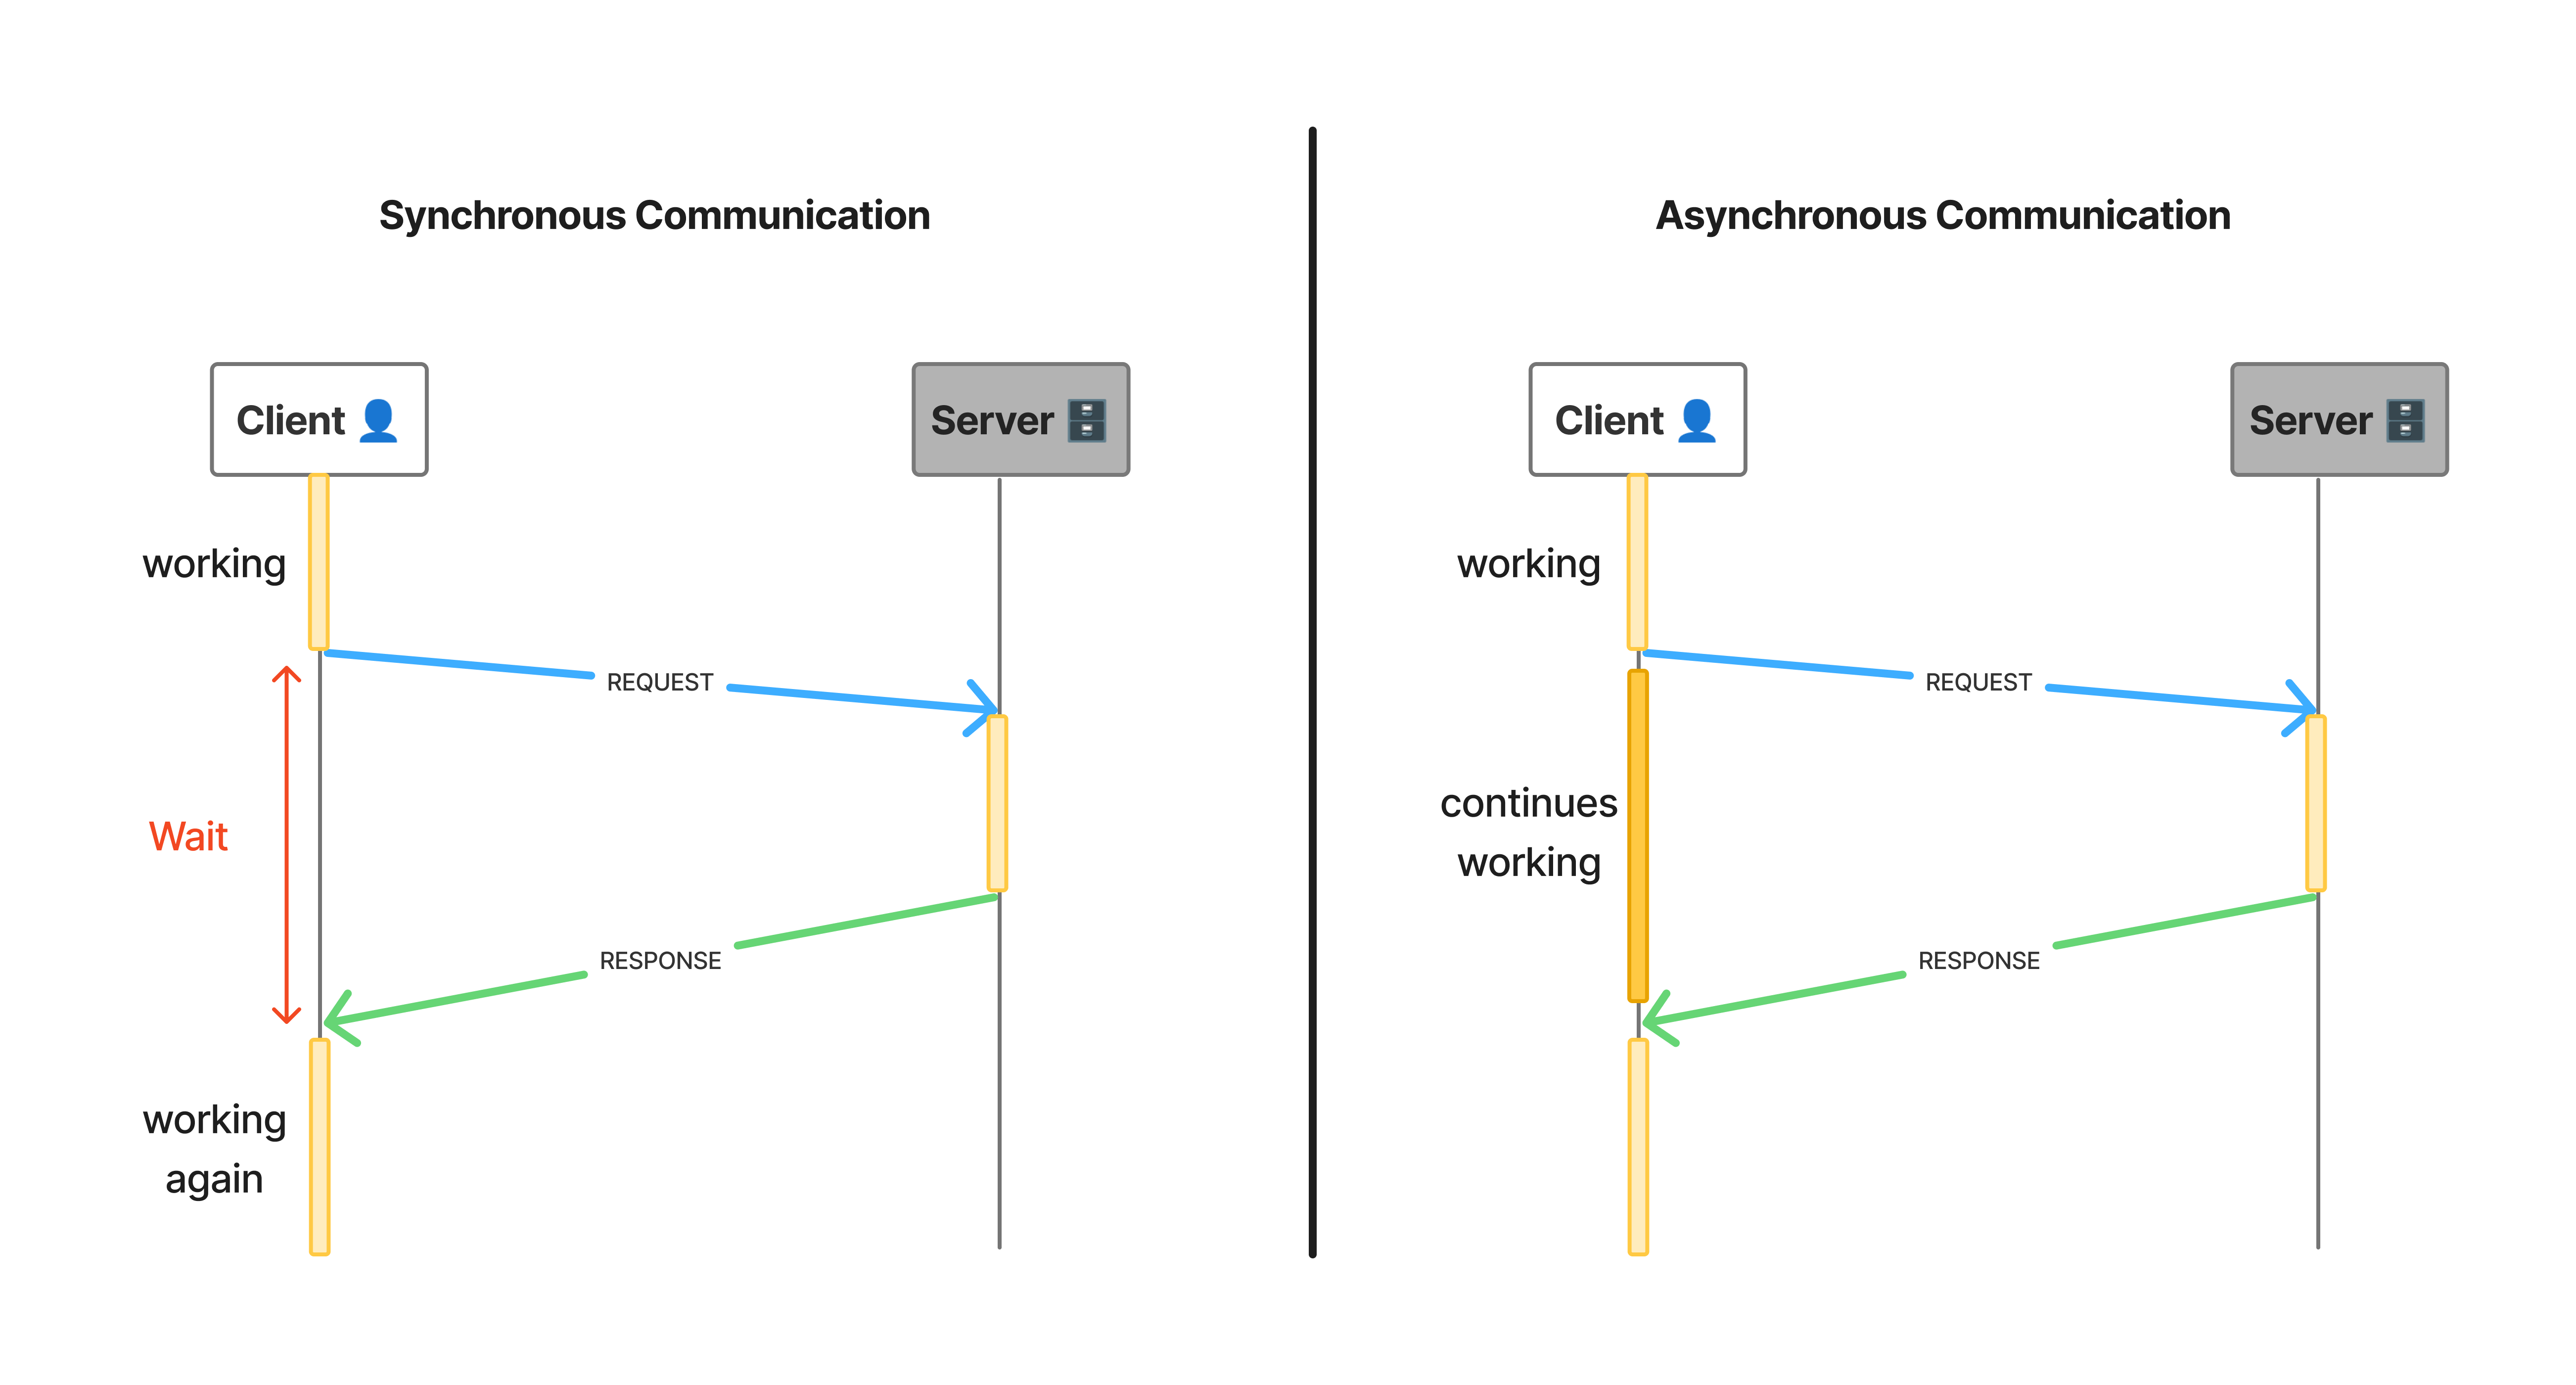 Synchronous Communication
Client
Server
working
REQUEST
Wait
RESPONSE
working
again
Asynchronous Communication
Client
Server
working
REQUEST
continues
working
RESPONSE